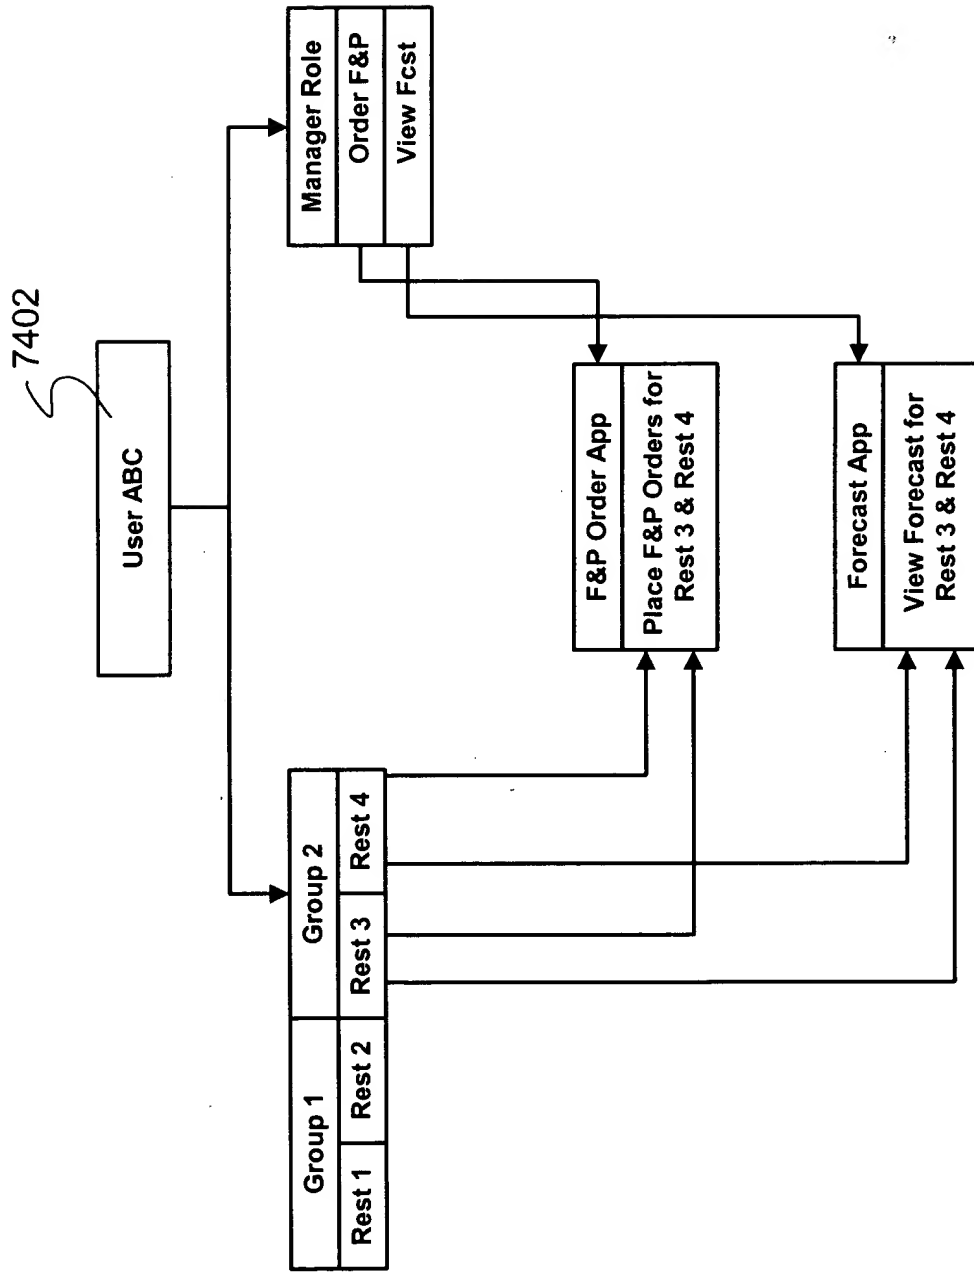 7402
User ABC
Group 1
Group 2
Rest 1
Rest 2
Rest 3
Rest 4
Manager Role
Order F&P
View Fcst
F&P Order App
Place F&P Orders for
Rest 3 & Rest 4
Forecast App
View Forecast for
Rest 3 & Rest 4